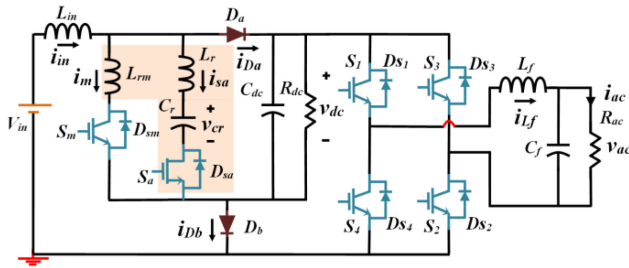 Lin
Da
iin
Lrm
Lr
iDa
im
isa
Cr
+
vcr
-
Vin
Sm
Dsm
Sa
Dsa
iDb
Db
Cdc
Rdc
+
vdc
-
S1
Ds1
S3
Ds3
S4
Ds4
S2
Ds2
Lf
iLf
iac
Cf
Rac
vac